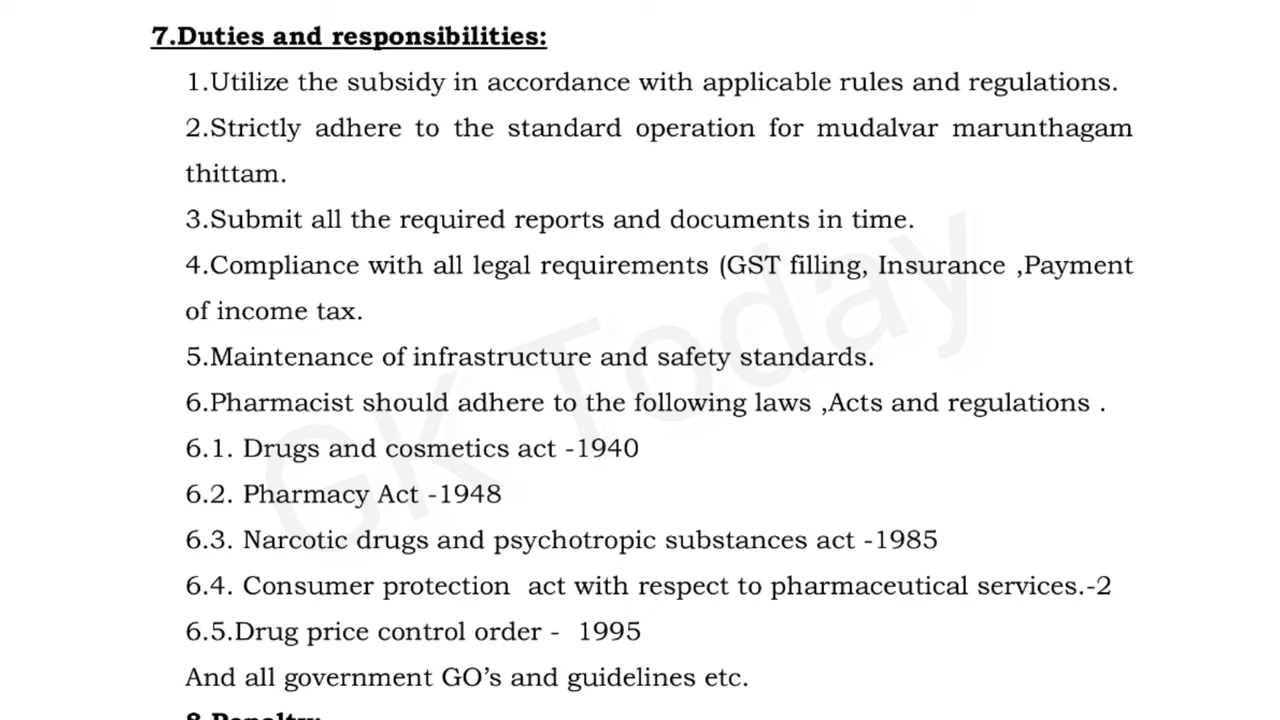 7.Duties and responsibilities:
1.Utilize the subsidy in accordance with applicable rules and regulations.
2.Strictly adhere to the standard operation for mudalvar marunthagam
thittam.
3.Submit all the required reports and documents in time.
4.Compliance with all legal requirements (GST filling, Insurance ,Payment
of income tax.
5.Maintenance of infrastructure and safety standards.
6.Pharmacist should adhere to the following laws ,Acts and regulations .
6.1. Drugs and cosmetics act -1940
6.2. Pharmacy Act -1948
6.3. Narcotic drugs and psychotropic substances act -1985
6.4. Consumer protection  act with respect to pharmaceutical services.-2
6.5.Drug price control order -  1995
And all government GO’s and guidelines etc.
8.Penalty:
GK Today